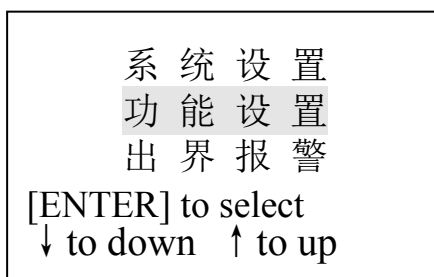 系 统 设 置
功 能 设 置
出 界 报 警
[ENTER] to select
↓ to down ↑ to up